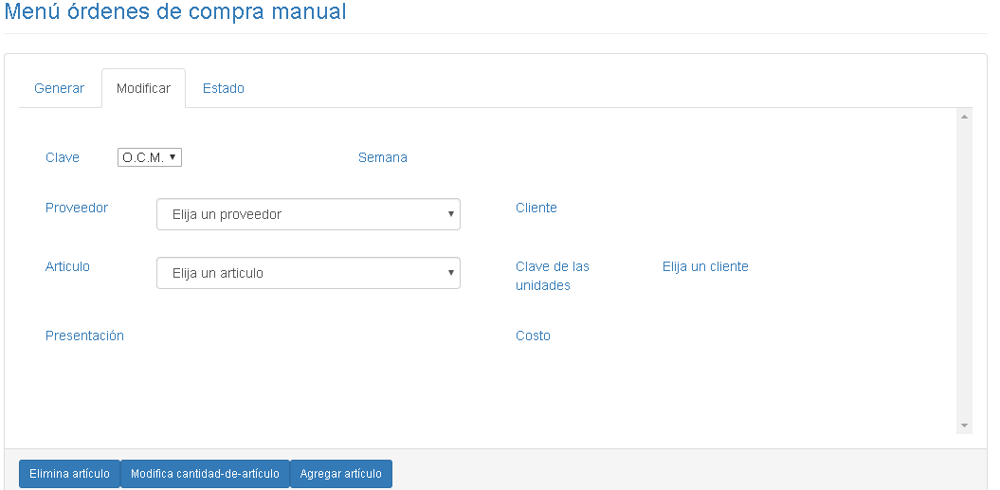 Menú órdenes de compra manual
Generar Modificar Estado
Clave O.C.M. Semana
Proveedor Elija un proveedor Cliente
Articulo Elija un articulo Clave de las unidades Elija un cliente
Presentación Costo
Elimina artículo Modifica cantidad-de-artículo Agregar artículo